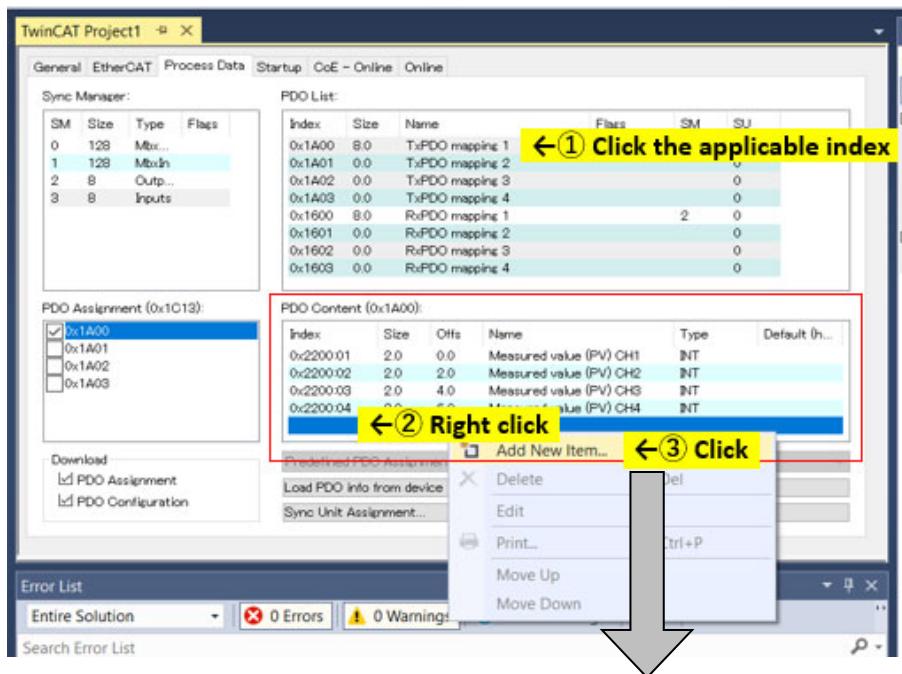 TwinCAT Project1
General EtherCAT Process Data Startup CoE - Online Online
Sync Manager:
SM Size Type Flags
0 128 Mbx...
1 128 MbxIn
2 8 Outp...
3 8 Inputs
PDO List:
Index Size Name Flags SM SU
0x1A00 8.0 TxPDO mapping 1
←① Click the applicable index
0x1A01 0.0 TxPDO mapping 2 0
0x1A02 0.0 TxPDO mapping 3 0
0x1A03 0.0 TxPDO mapping 4 0
0x1600 8.0 RxPDO mapping 1 2 0
0x1601 0.0 RxPDO mapping 2 0
0x1602 0.0 RxPDO mapping 3 0
0x1603 0.0 RxPDO mapping 4 0
PDO Assignment (0x1C13):
0x1A00
0x1A01
0x1A02
0x1A03
PDO Content (0x1A00):
Index Size Offs Name Type Default (h...
0x2200:01 2.0 0.0 Measured value (PV) CH1 INT
0x2200:02 2.0 2.0 Measured value (PV) CH2 INT
0x2200:03 2.0 4.0 Measured value (PV) CH3 INT
0x2200:04 Measured value (PV) CH4 INT
←② Right click
Add New Item...
←③ Click
Delete Del
Edit
Print... Ctrl+P
Move Up
Move Down
Download
PDO Assignment
PDO Configuration
Predefined PDO
Load PDO info from device
Sync Unit Assignment...
Error List
Entire Solution 0 Errors 0 Warnings
Search Error List